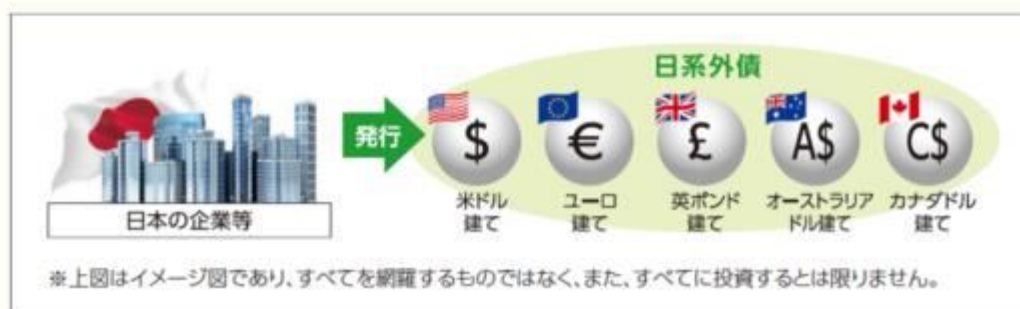 日系外債
発行
$
€
£
A$
C$
米ドル
建て
ユーロ
建て
英ポンド
建て
オーストラリア
ドル建て
カナダドル
建て
日本の企業等
※上図はイメージ図であり、すべてを網羅するものではなく、また、すべてに投資するとは限りません。